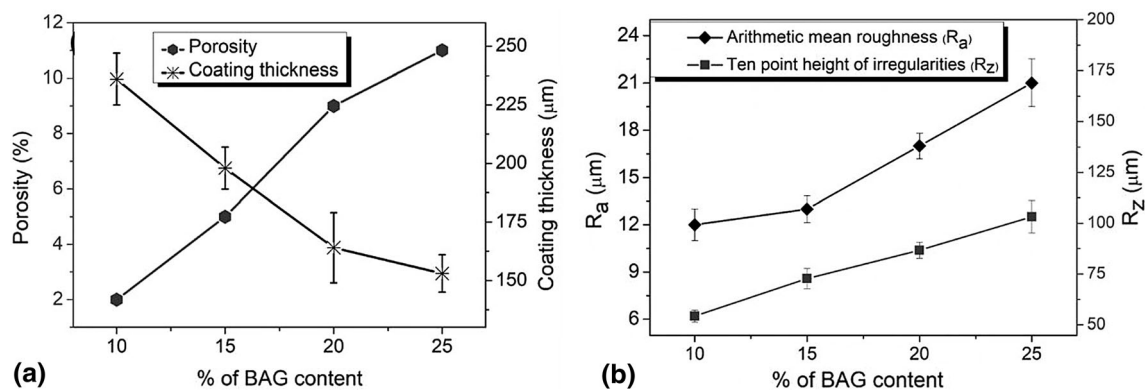 Porosity
Coating thickness
Porosity (%)
12
10
8
6
4
2
10
15
20
25
% of BAG content
250
225
200
175
150
Coating thickness (μm)
(a)
Arithmetic mean roughness (Ra)
Ten point height of irregularities (Rz)
Ra (μm)
24
21
18
15
12
9
6
10
15
20
25
% of BAG content
200
175
150
125
100
75
50
Rz (μm)
(b)